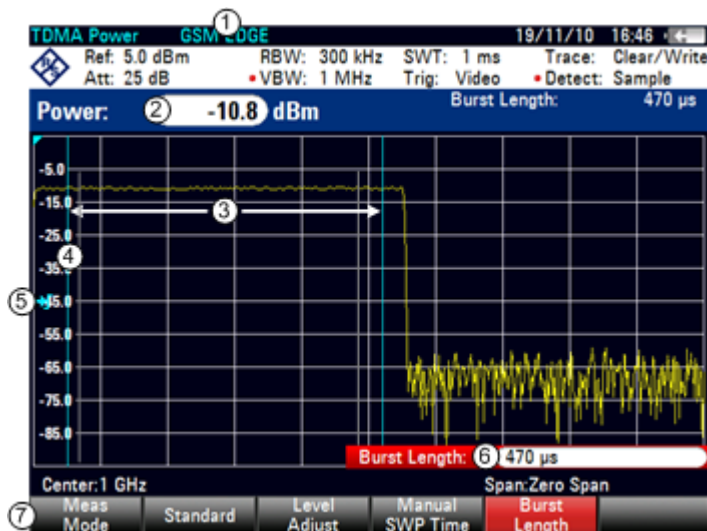 ①
TDMA Power GSM EDGE 19/11/10 16:46
Ref: 5.0 dBm RBW: 300 kHz SWT: 1 ms Trace: Clear/Write
Att: 25 dB • VBW: 1 MHz Trig: Video • Detect: Sample
Power: ② -10.8 dBm Burst Length: 470 µs
-5.0
-15.0
③
-25.0
④
-35.0
⑤ -45.0
-55.0
-65.0
-75.0
-85.0
Burst Length: ⑥ 470 µs
Center:1 GHz Span:Zero Span
⑦ Meas Mode Standard Level Adjust Manual SWP Time Burst Length